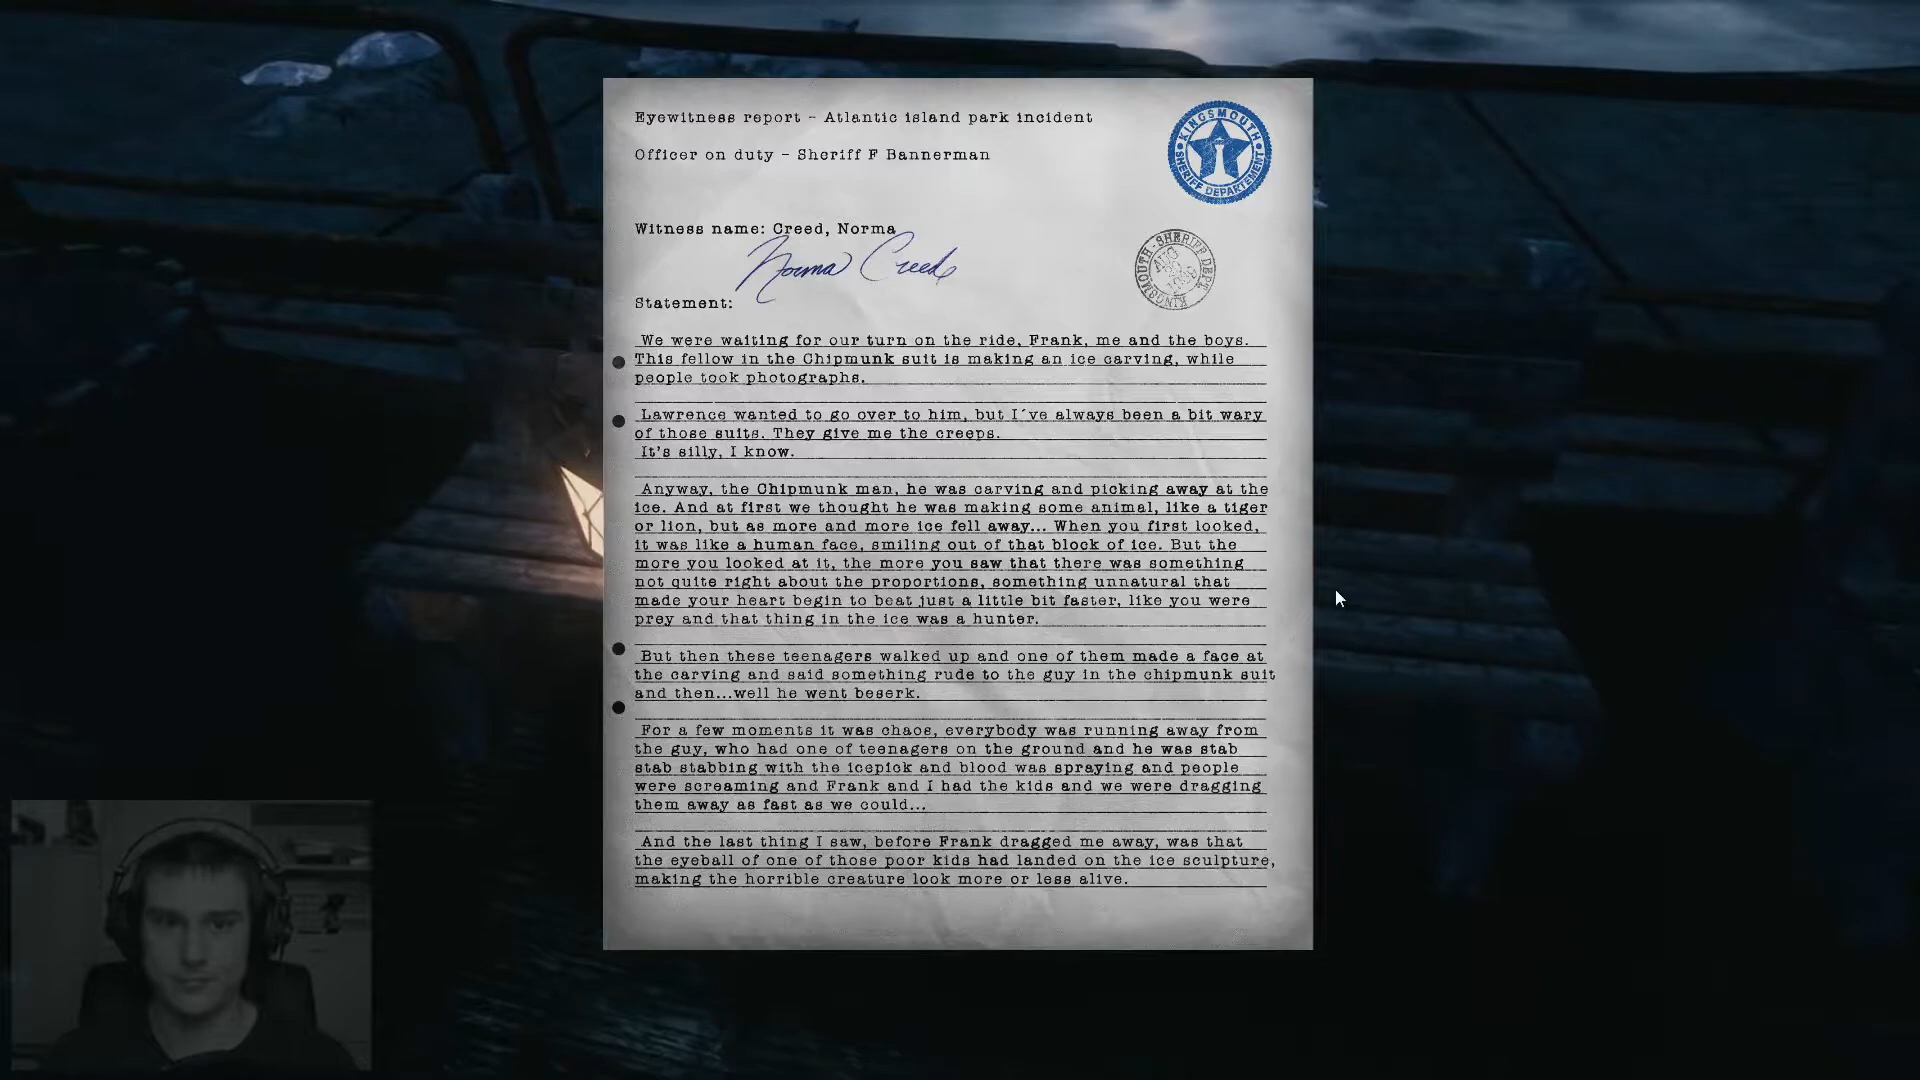 Eyewitness report - Atlantic island park incident
Officer on duty - Sheriff F Bannerman
KINGSMOUTH
SHERIFF DEPARTEMENT
Witness name: Creed, Norma
Norma Creed
KINGSMOUTH - SHERIFF DEPT.
AUG
Statement:
We were waiting for our turn on the ride, Frank, me and the boys.
This fellow in the Chipmunk suit is making an ice carving, while
people took photographs.
Lawrence wanted to go over to him, but I´ve always been a bit wary
of those suits. They give me the creeps.
It's silly, I know.
Anyway, the Chipmunk man, he was carving and picking away at the
ice. And at first we thought he was making some animal, like a tiger
or lion, but as more and more ice fell away... When you first looked,
it was like a human face, smiling out of that block of ice. But the
more you looked at it, the more you saw that there was something
not quite right about the proportions, something unnatural that
made your heart begin to beat just a little bit faster, like you were
prey and that thing in the ice was a hunter.
But then these teenagers walked up and one of them made a face at
the carving and said something rude to the guy in the chipmunk suit
and then...well he went beserk.
For a few moments it was chaos, everybody was running away from
the guy, who had one of teenagers on the ground and he was stab
stab stabbing with the icepick and blood was spraying and people
were screaming and Frank and I had the kids and we were dragging
them away as fast as we could...
And the last thing I saw, before Frank dragged me away, was that
the eyeball of one of those poor kids had landed on the ice sculpture,
making the horrible creature look more or less alive.